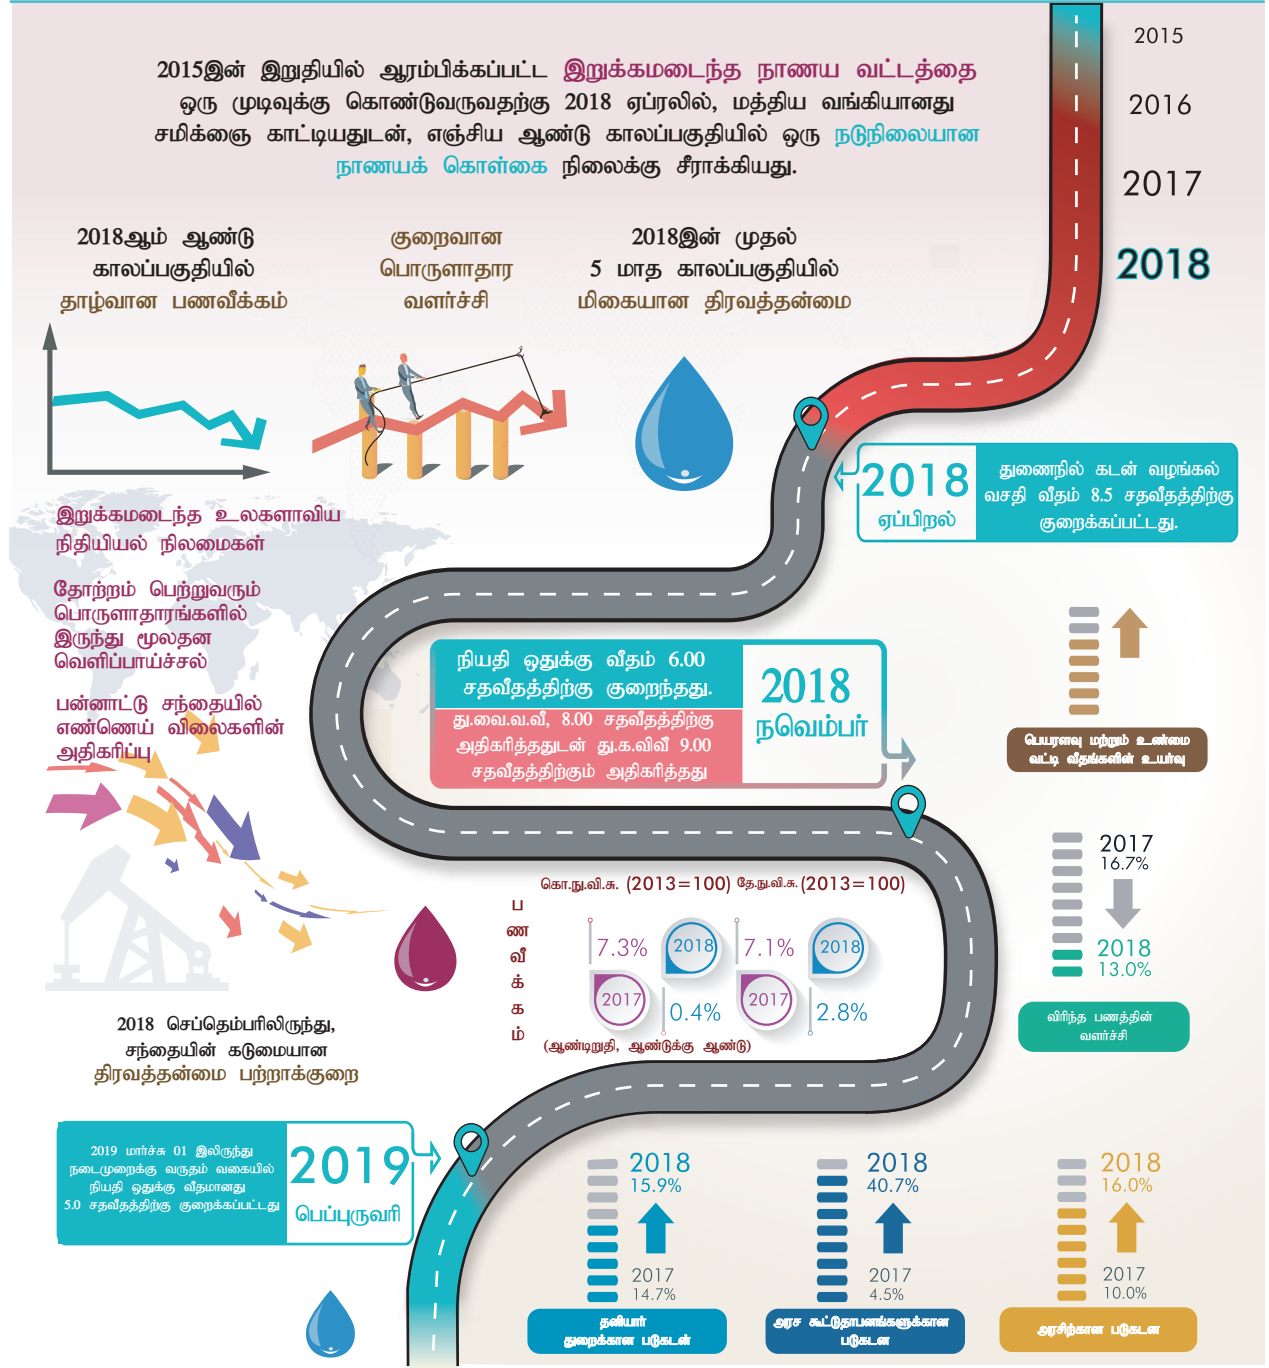 2015
2016
2017
2018
2015இன் இறுதியில் ஆரம்பிக்கப்பட்ட இறுக்கமடைந்த நாணய வட்டத்தை
ஒரு முடிவுக்கு கொண்டுவருவதற்கு 2018 ஏப்ரலில், மத்திய வங்கியானது
சமிக்ஞை காட்டியதுடன், எஞ்சிய ஆண்டு காலப்பகுதியில் ஒரு நடுநிலையான
நாணயக் கொள்கை நிலைக்கு சீராக்கியது.
2018ஆம் ஆண்டு
காலப்பகுதியில்
தாழ்வான பணவீக்கம்
குறைவான
பொருளாதார
வளர்ச்சி
2018இன் முதல்
5 மாத காலப்பகுதியில்
மிகையான திரவத்தன்மை
2018
ஏப்பிறல்
துணைநில் கடன் வழங்கல்
வசதி வீதம் 8.5 சதவீதத்திற்கு
குறைக்கப்பட்டது.
இறுக்கமடைந்த உலகளாவிய
நிதியியல் நிலமைகள்
தோற்றம் பெற்றுவரும்
பொருளாதாரங்களில்
இருந்து மூலதன
வெளிப்பாய்ச்சல்
பன்னாட்டு சந்தையில்
எண்ணெய் விலைகளின்
அதிகரிப்பு
நியதி ஒதுக்கு வீதம் 6.00
சதவீதத்திற்கு குறைந்தது.
து.வை.வ.வீ, 8.00 சதவீதத்திற்கு
அதிகரித்ததுடன் து.க.விவீ 9.00
சதவீதத்திற்கும் அதிகரித்தது
2018
நவெம்பர்
பெயரளவு மற்றும் உண்மை
வட்டி வீதங்களின் உயர்வு
2017
16.7%
2018
13.0%
விரிந்த பணத்தின்
வளர்ச்சி
கொ.நு.வி.சு. (2013=100) தே.நு.வி.சு. (2013=100)
பணவீக்கம்
7.3%
2018
7.1%
2018
2017
0.4%
2017
2.8%
(ஆண்டிறுதி, ஆண்டுக்கு ஆண்டு)
2018 செப்தெம்பரிலிருந்து,
சந்தையின் கடுமையான
திரவத்தன்மை பற்றாக்குறை
2019 மார்ச்சு 01 இலிருந்து
நடைமுறைக்கு வருதம் வகையில்
நியதி ஒதுக்கு வீதமானது
5.0 சதவீதத்திற்கு குறைக்கப்பட்டது
2019
பெப்புருவரி
2018
15.9%
2017
14.7%
தனியார்
துறைக்கான படுகடன்
2018
40.7%
2017
4.5%
அரச கூட்டுதாபனங்களுக்கான
படுகடன
2018
16.0%
2017
10.0%
அரசிற்கான படுகடன